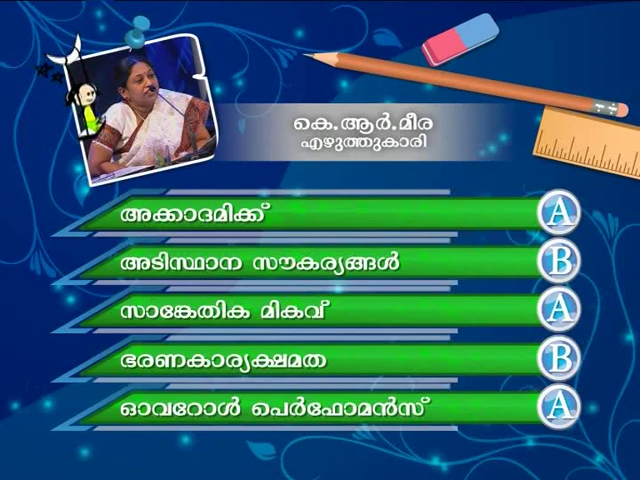 കെ.ആർ.മീര
എഴുത്തുകാരി
അക്കാദമിക്ക് A
അടിസ്ഥാന സൗകര്യങ്ങൾ B
സാങ്കേതിക മികവ് A
ഭരണകാര്യക്ഷമത B
ഓവറോൾ പെർഫോമൻസ് A